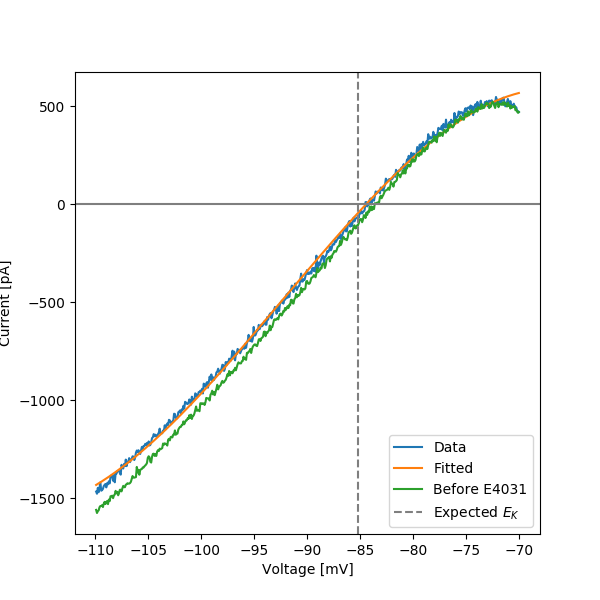 500
0
−500
−1000
−1500
Current [pA]
−110 −105 −100 −95 −90 −85 −80 −75 −70
Voltage [mV]
Data
Fitted
Before E4031
Expected E_K